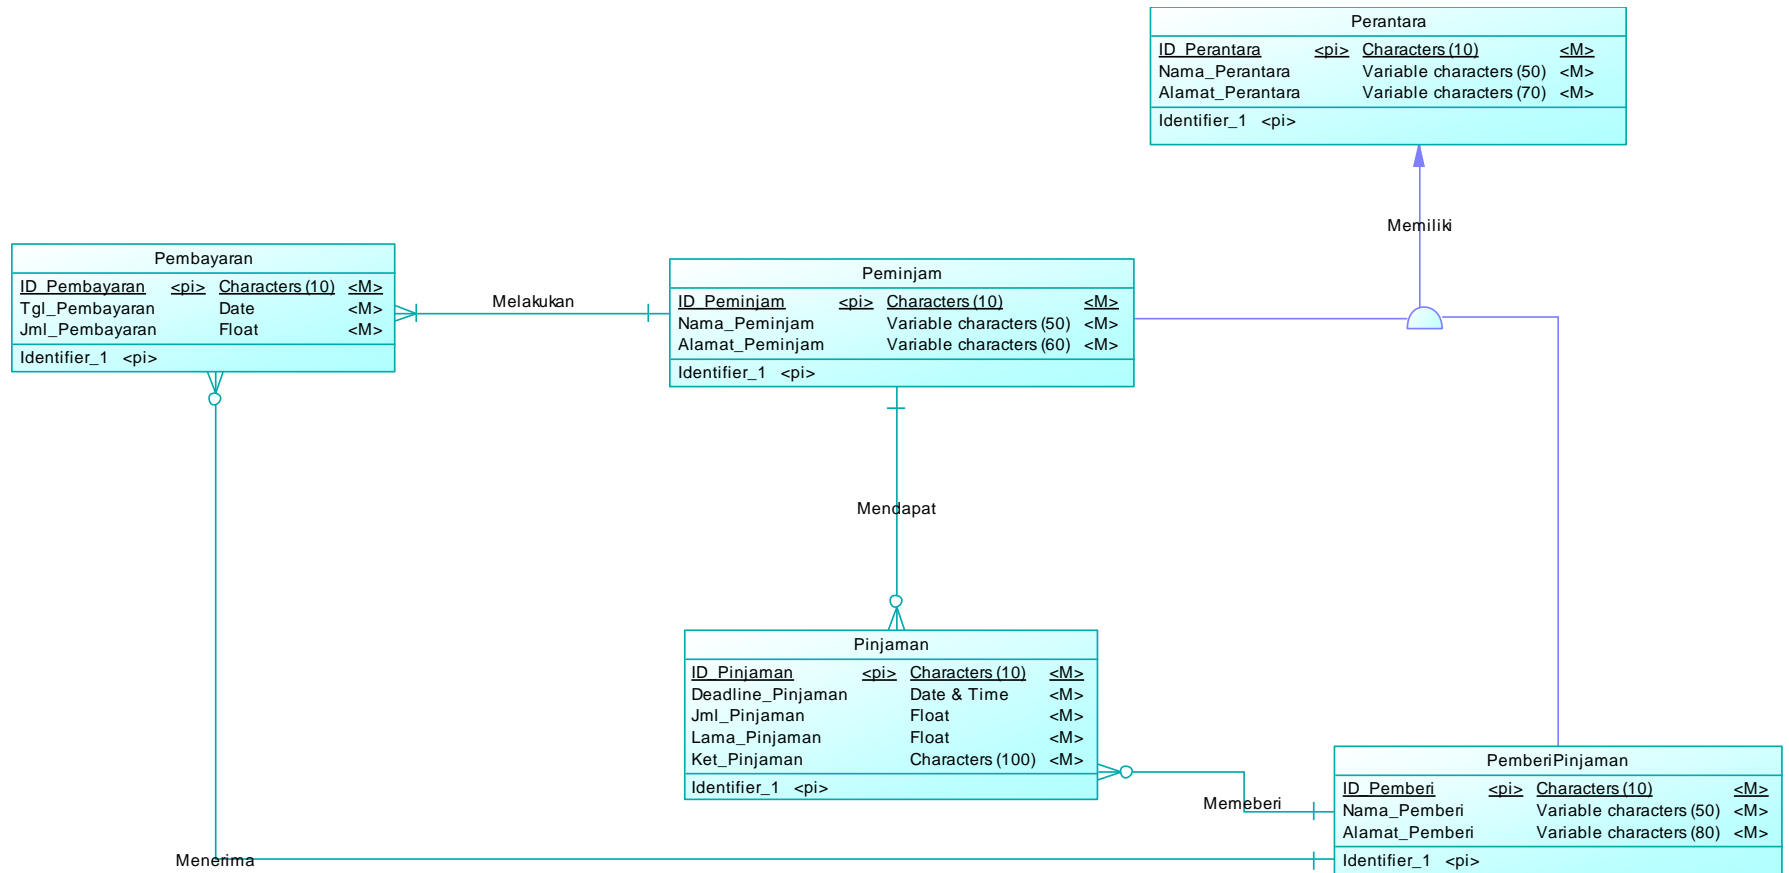 Perantara
ID_Perantara <pi> Characters (10) <M>
Nama_Perantara Variable characters (50) <M>
Alamat_Perantara Variable characters (70) <M>
Identifier_1 <pi>
Memiliki
Pembayaran
ID_Pembayaran <pi> Characters (10) <M>
Tgl_Pembayaran Date <M>
Jml_Pembayaran Float <M>
Identifier_1 <pi>
Melakukan
Peminjam
ID_Peminjam <pi> Characters (10) <M>
Nama_Peminjam Variable characters (50) <M>
Alamat_Peminjam Variable characters (60) <M>
Identifier_1 <pi>
Mendapat
Pinjaman
ID_Pinjaman <pi> Characters (10) <M>
Deadline_Pinjaman Date & Time <M>
Jml_Pinjaman Float <M>
Lama_Pinjaman Float <M>
Ket_Pinjaman Characters (100) <M>
Identifier_1 <pi>
Memeberi
PemberiPinjaman
ID_Pemberi <pi> Characters (10) <M>
Nama_Pemberi Variable characters (50) <M>
Alamat_Pemberi Variable characters (80) <M>
Identifier_1 <pi>
Menerima